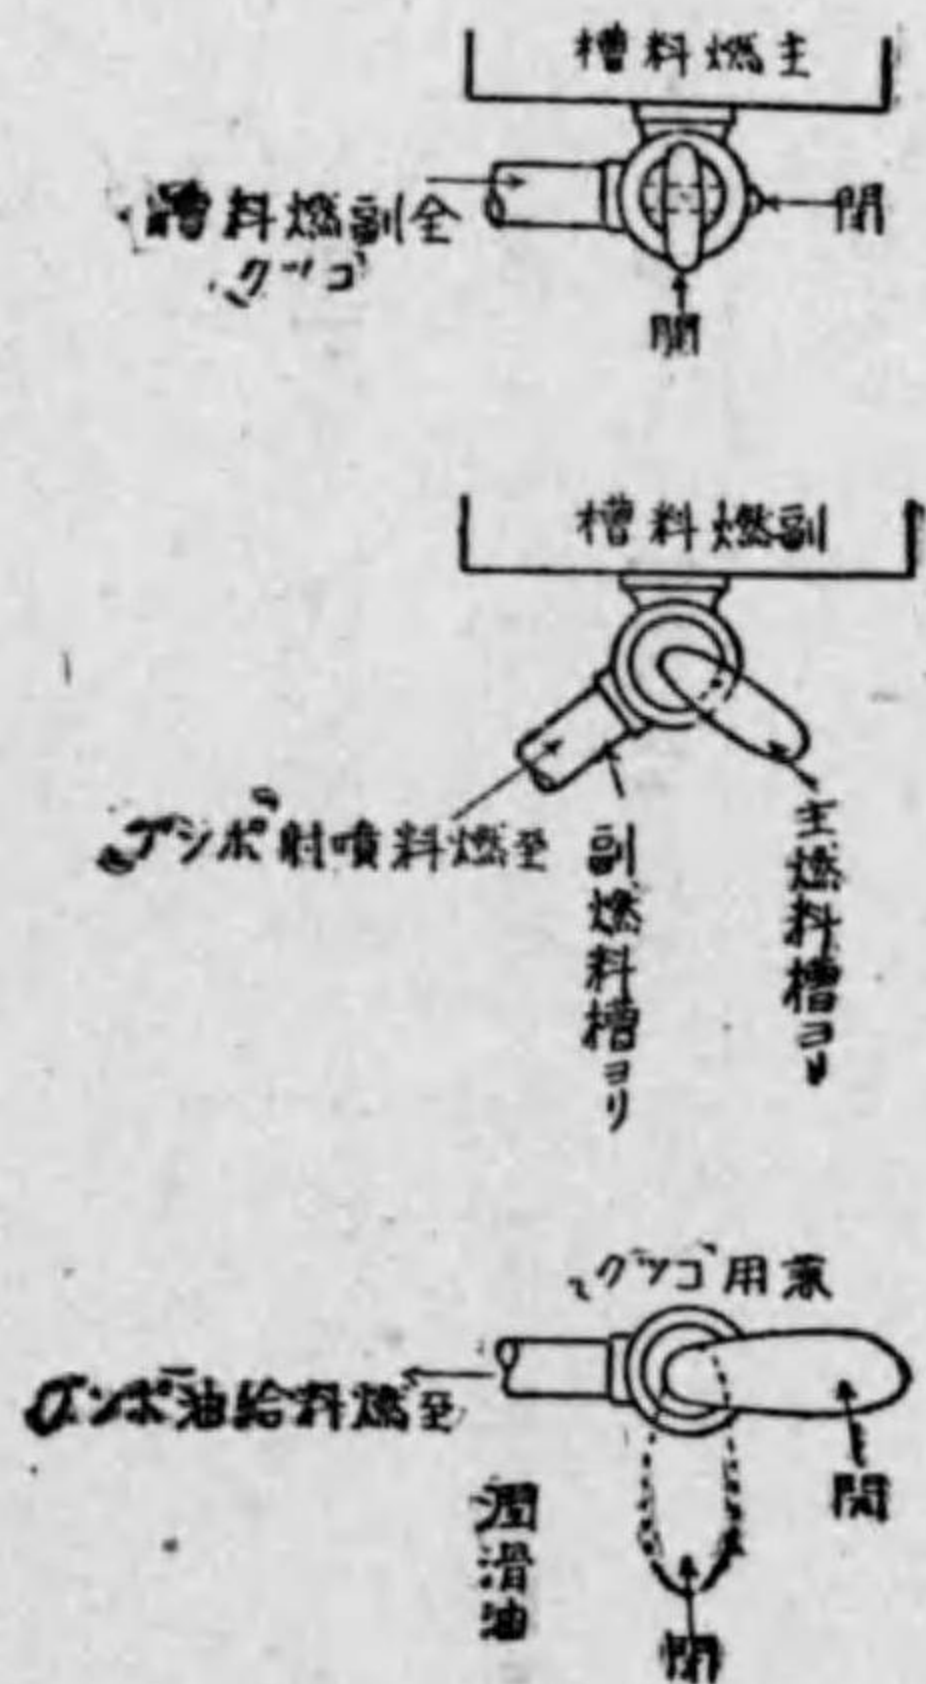 主燃料槽
全副燃料槽
「コツク」
閉
開
副燃料槽
至燃料噴射「ポンプ」
主燃料槽ヨリ
副燃料槽ヨリ
兼用「コツク」
至燃料給油「ポンプ」
開
閉
潤滑油